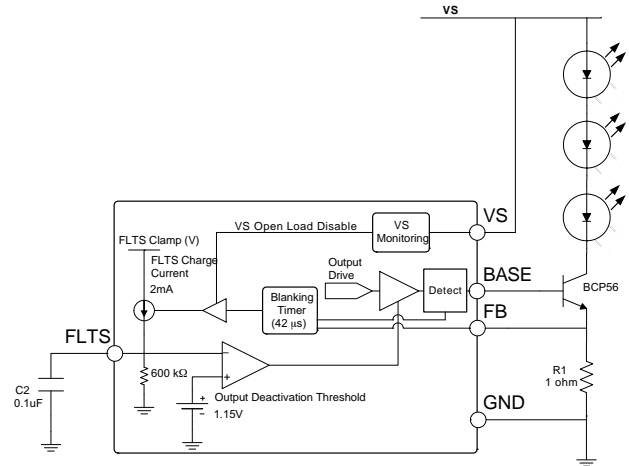 VS
VS
VS Open Load Disable
VS
Monitoring
FLTS Clamp (V)
FLTS Charge
Current
2mA
Output
Drive
BASE
Detect
BCP56
Blanking
Timer
(42 µs)
FB
FLTS
−
+
600 kΩ
C2
0.1uF
R1
1 ohm
+
−
Output Deactivation Threshold
1.15V
GND